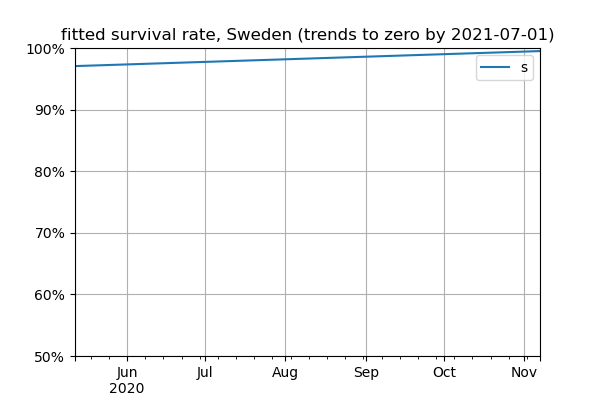 fitted survival rate, Sweden (trends to zero by 2021-07-01)
100%
90%
80%
70%
60%
50%
s
Jun Jul Aug Sep Oct Nov
2020